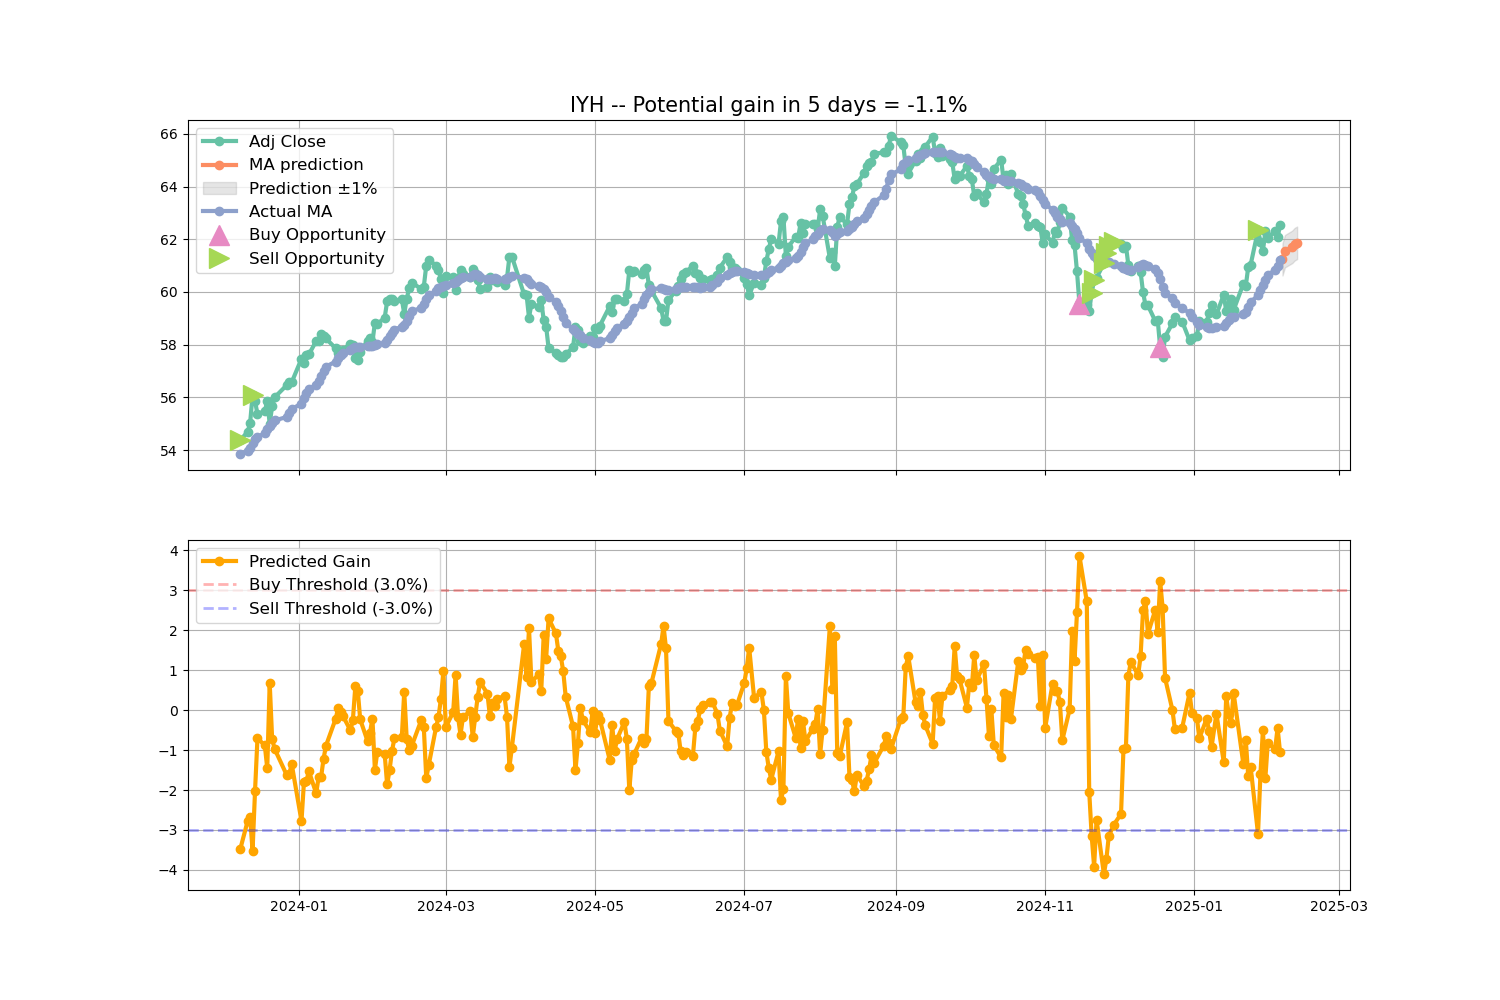 IYH -- Potential gain in 5 days = -1.1%
66
64
62
60
58
56
54
Adj Close
MA prediction
Prediction ±1%
Actual MA
Buy Opportunity
Sell Opportunity
4
3
2
1
0
−1
−2
−3
−4
Predicted Gain
Buy Threshold (3.0%)
Sell Threshold (-3.0%)
2024-01 2024-03 2024-05 2024-07 2024-09 2024-11 2025-01 2025-03